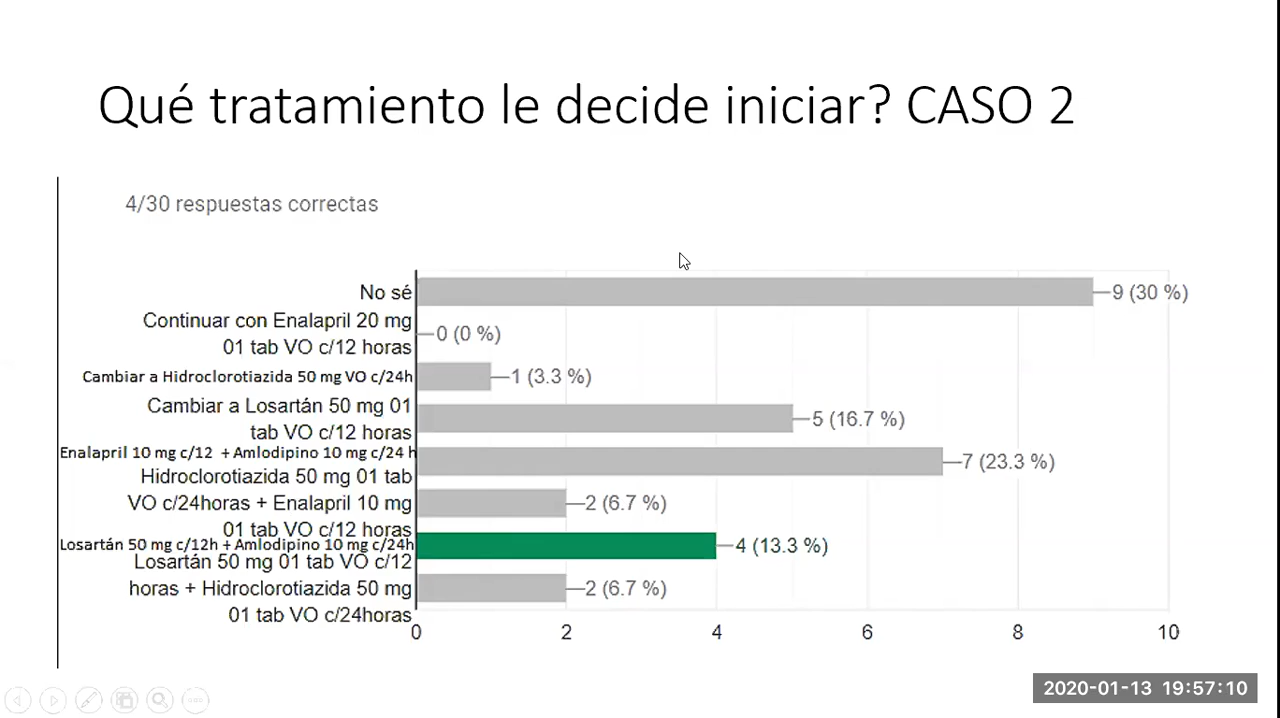 Qué tratamiento le decide iniciar? CASO 2
4/30 respuestas correctas
No sé
9 (30 %)
Continuar con Enalapril 20 mg
01 tab VO c/12 horas
0 (0 %)
Cambiar a Hidroclorotiazida 50 mg VO c/24h
1 (3.3 %)
Cambiar a Losartán 50 mg 01
tab VO c/12 horas
5 (16.7 %)
Enalapril 10 mg c/12 + Amlodipino 10 mg c/24 h
7 (23.3 %)
Hidroclorotiazida 50 mg 01 tab
VO c/24horas + Enalapril 10 mg
01 tab VO c/12 horas
2 (6.7 %)
Losartán 50 mg c/12h + Amlodipino 10 mg c/24h
4 (13.3 %)
Losartán 50 mg 01 tab VO c/12
horas + Hidroclorotiazida 50 mg
01 tab VO c/24horas
2 (6.7 %)
0 2 4 6 8 10
2020-01-13 19:57:10